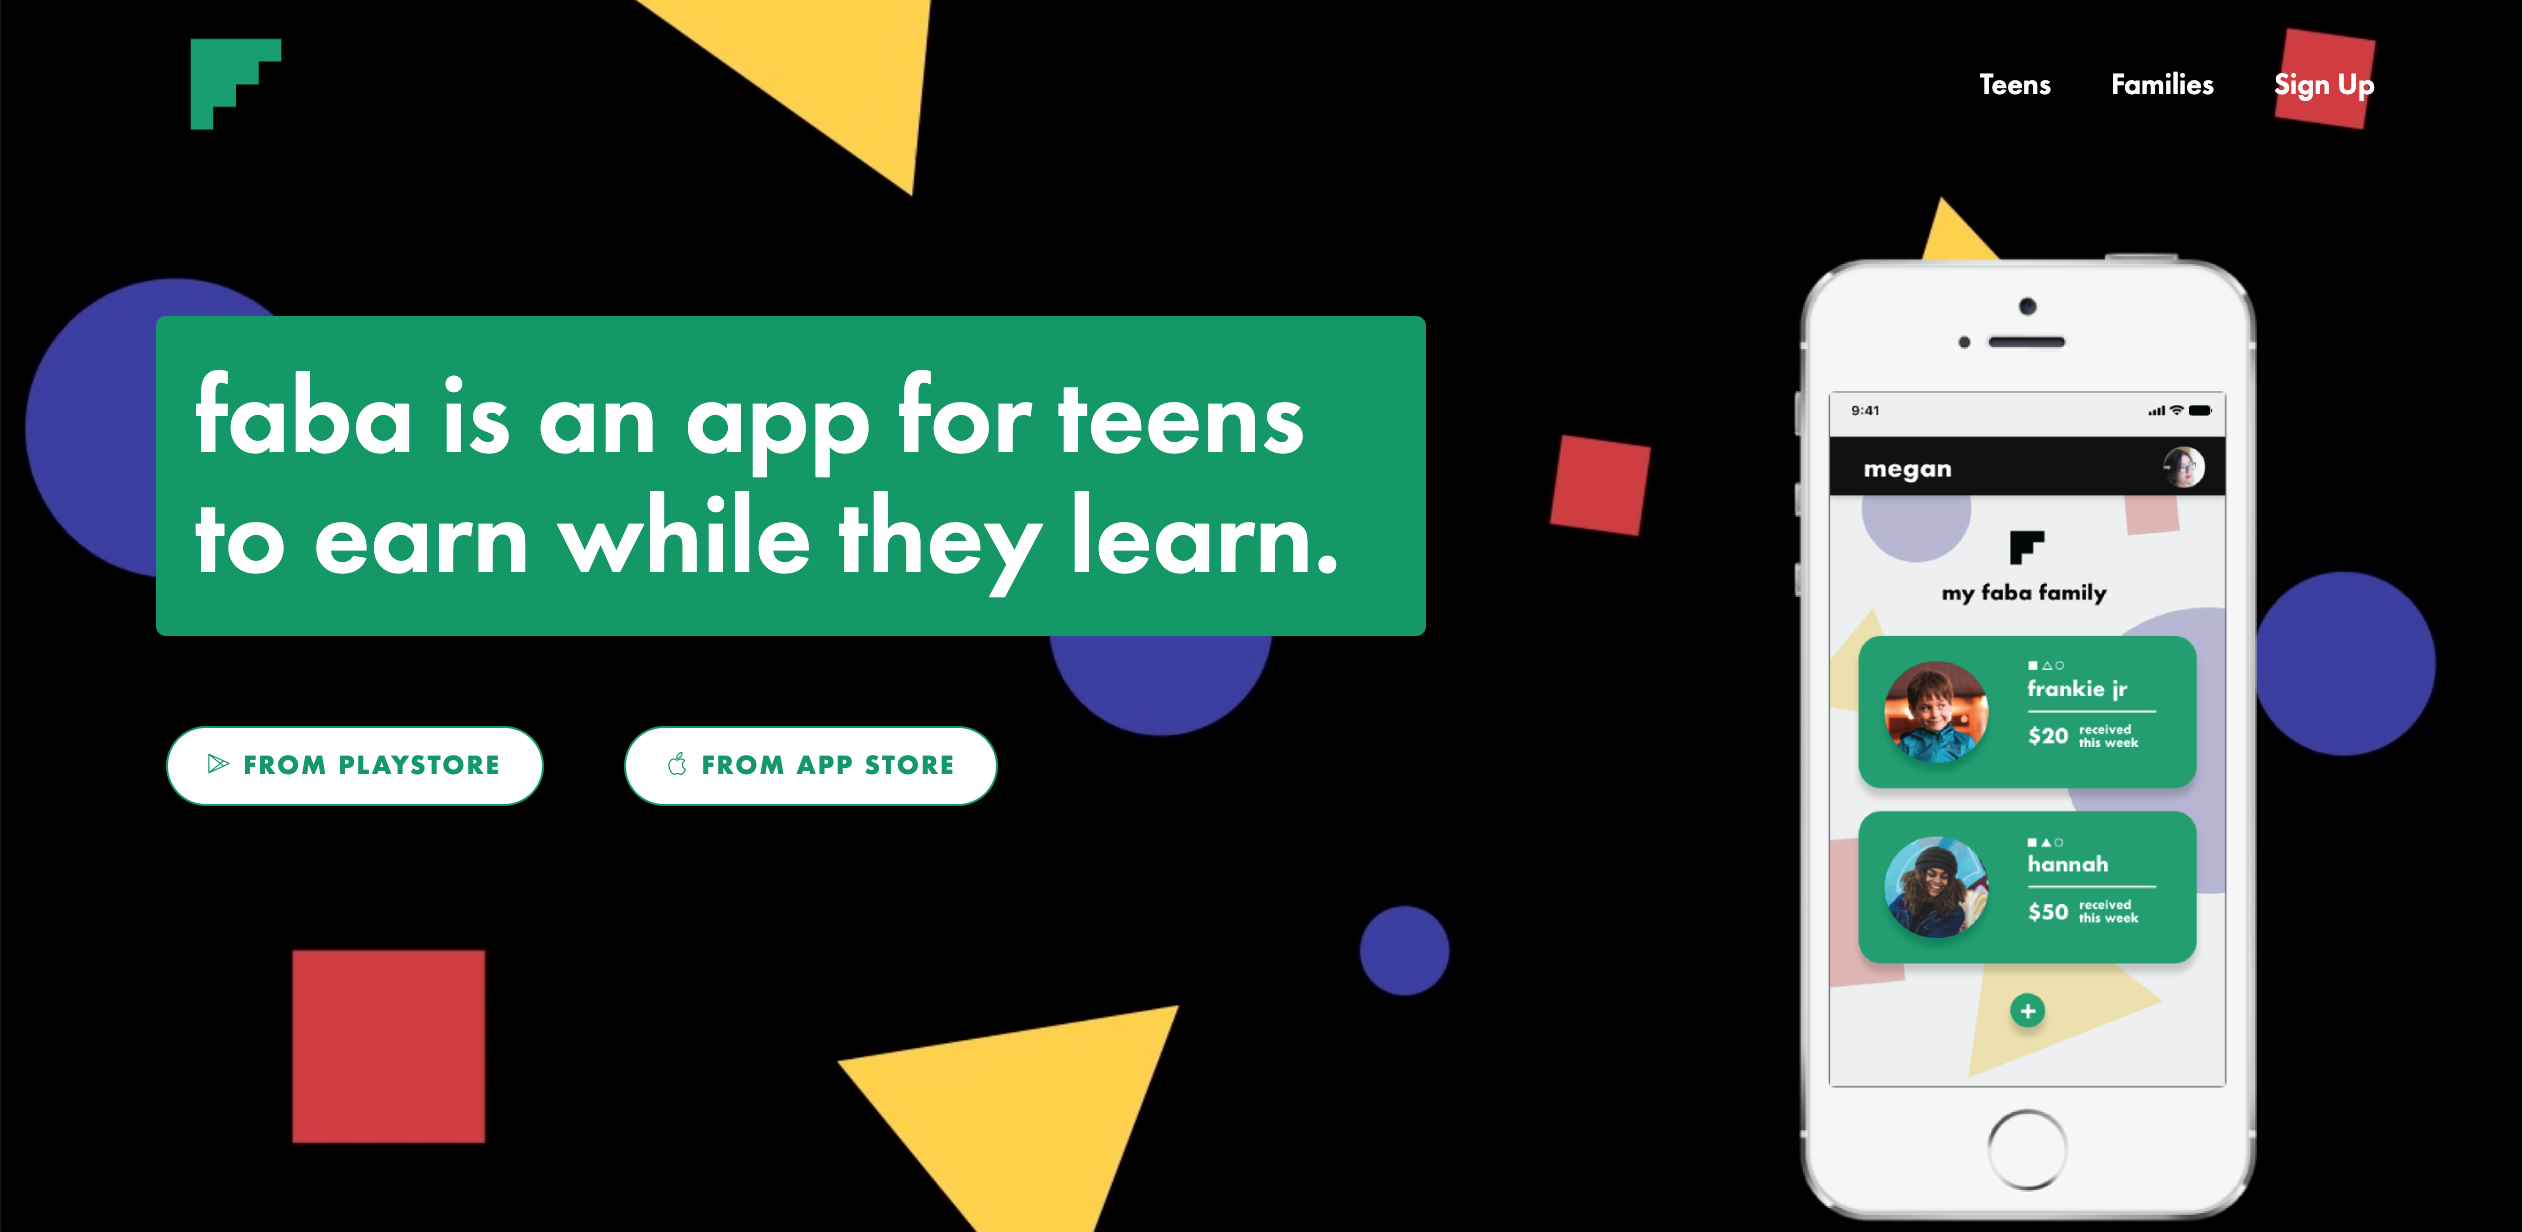 Teens Families Sign Up
faba is an app for teens
to earn while they learn.
FROM PLAYSTORE
FROM APP STORE
9:41
megan
my faba family
frankie jr
$20 received
this week
hannah
$50 received
this week